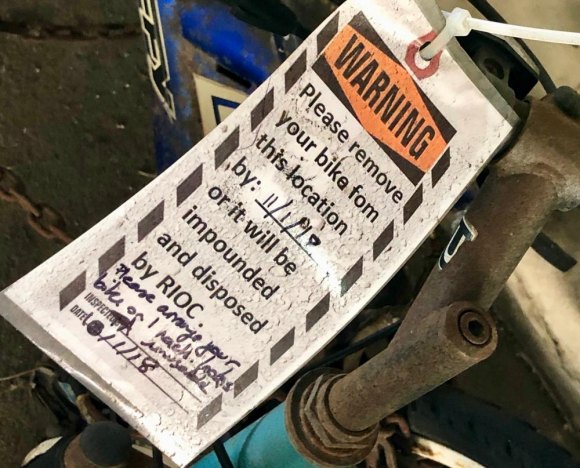 WARNING
Please remove
your bike fom
this location
by: 11/1/18
or it will be
impounded
and disposed
by RIOC
Please arrange your
bike or
INSPECTOR
DATE 11/18